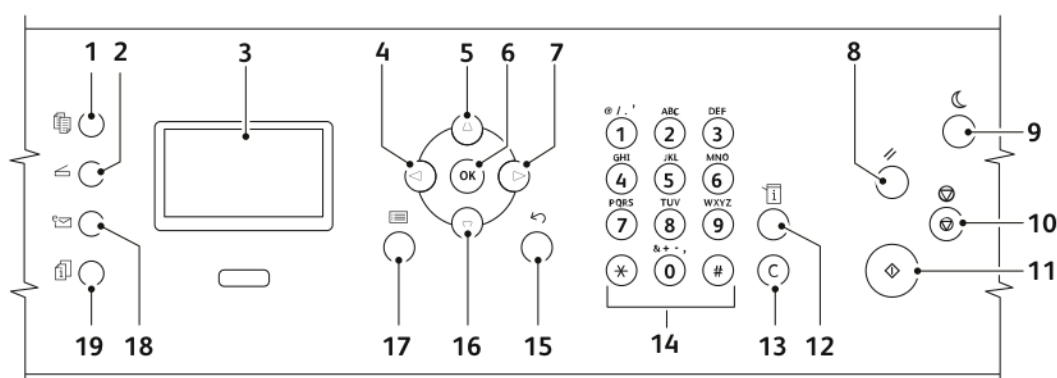 1 2 3 4 5 6 7 8
9
10
11
@ / . ' ABC DEF
1 2 3
GHI JKL MNO
4 5 6
PQRS TUV WXYZ
7 8 9
& + - ,
* 0 #
OK
C
19 18 17 16 15 14 13 12